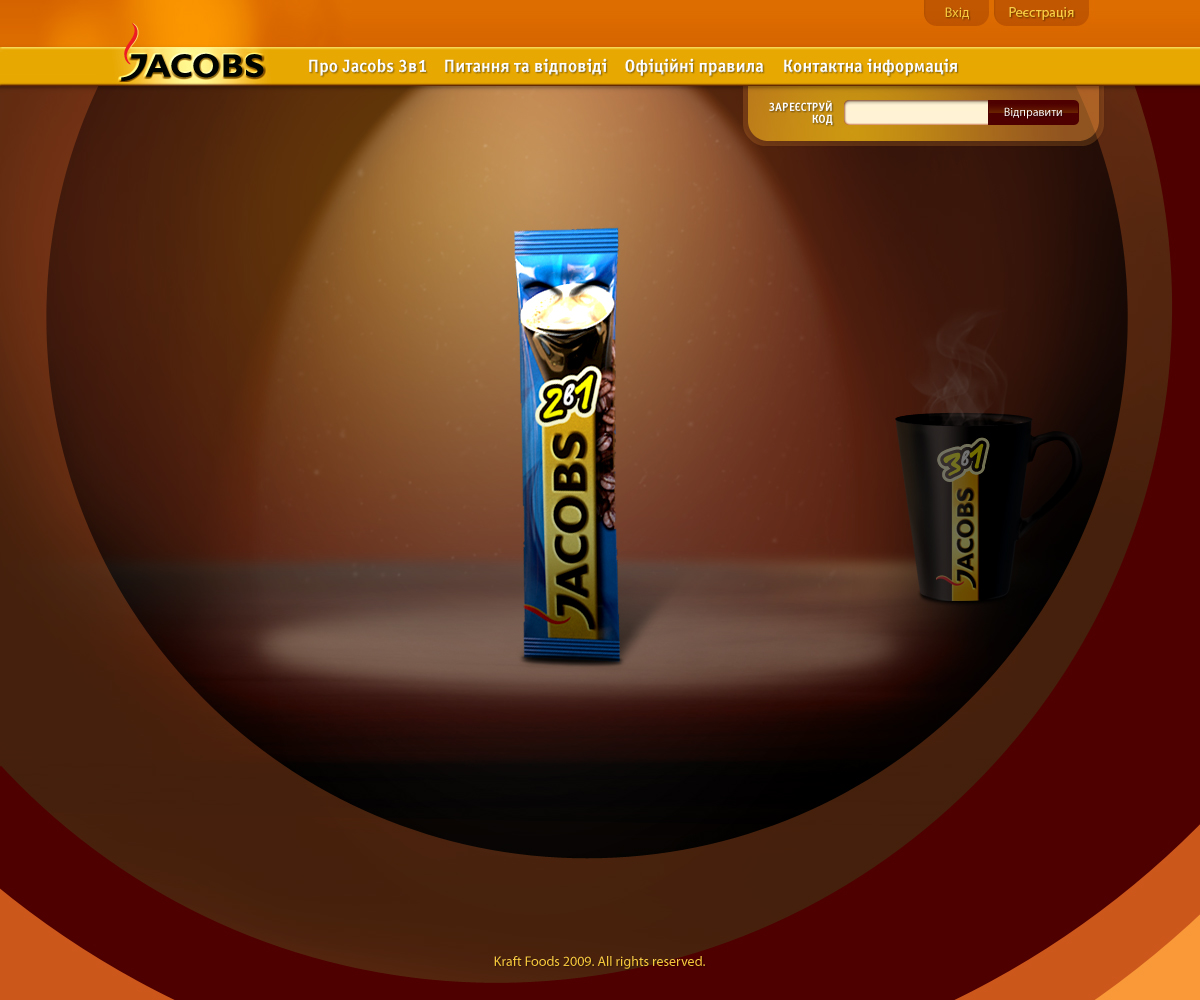 Вхід
Реєстрація
JACOBS
Про Jacobs 3в1
Питання та відповіді
Офіційні правила
Контактна інформація
ЗАРЕЄСТРУЙ
КОД
Відправити
2в1
JACOBS
3в1
JACOBS
Kraft Foods 2009. All rights reserved.